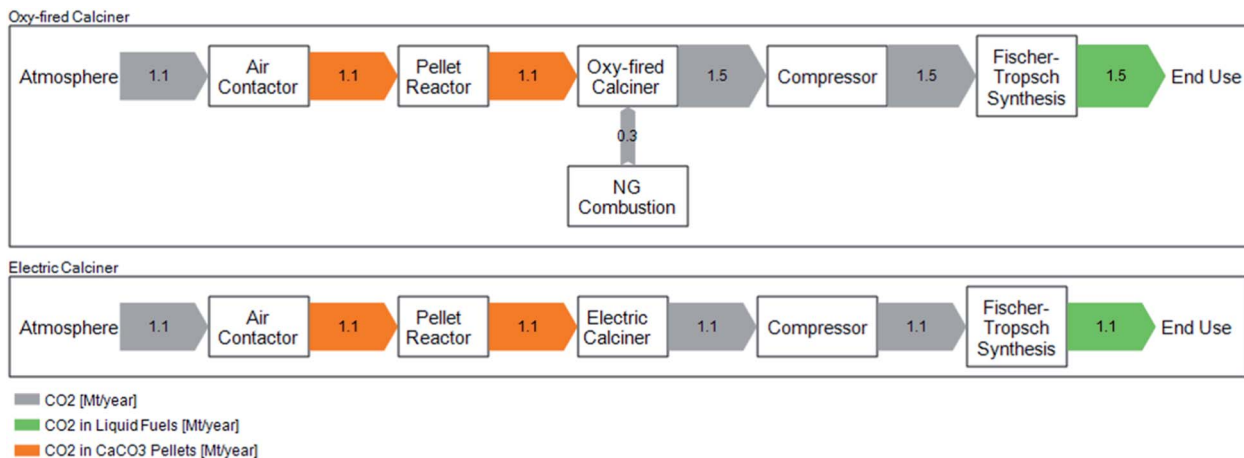 Oxy-fired Calciner
Atmosphere
1.1
Air
Contactor
1.1
Pellet
Reactor
1.1
Oxy-fired
Calciner
1.5
Compressor
1.5
Fischer-
Tropsch
Synthesis
1.5
End Use
0.3
NG
Combustion
Electric Calciner
Atmosphere
1.1
Air
Contactor
1.1
Pellet
Reactor
1.1
Electric
Calciner
1.1
Compressor
1.1
Fischer-
Tropsch
Synthesis
1.1
End Use
CO2 [Mt/year]
CO2 in Liquid Fuels [Mt/year]
CO2 in CaCO3 Pellets [Mt/year]